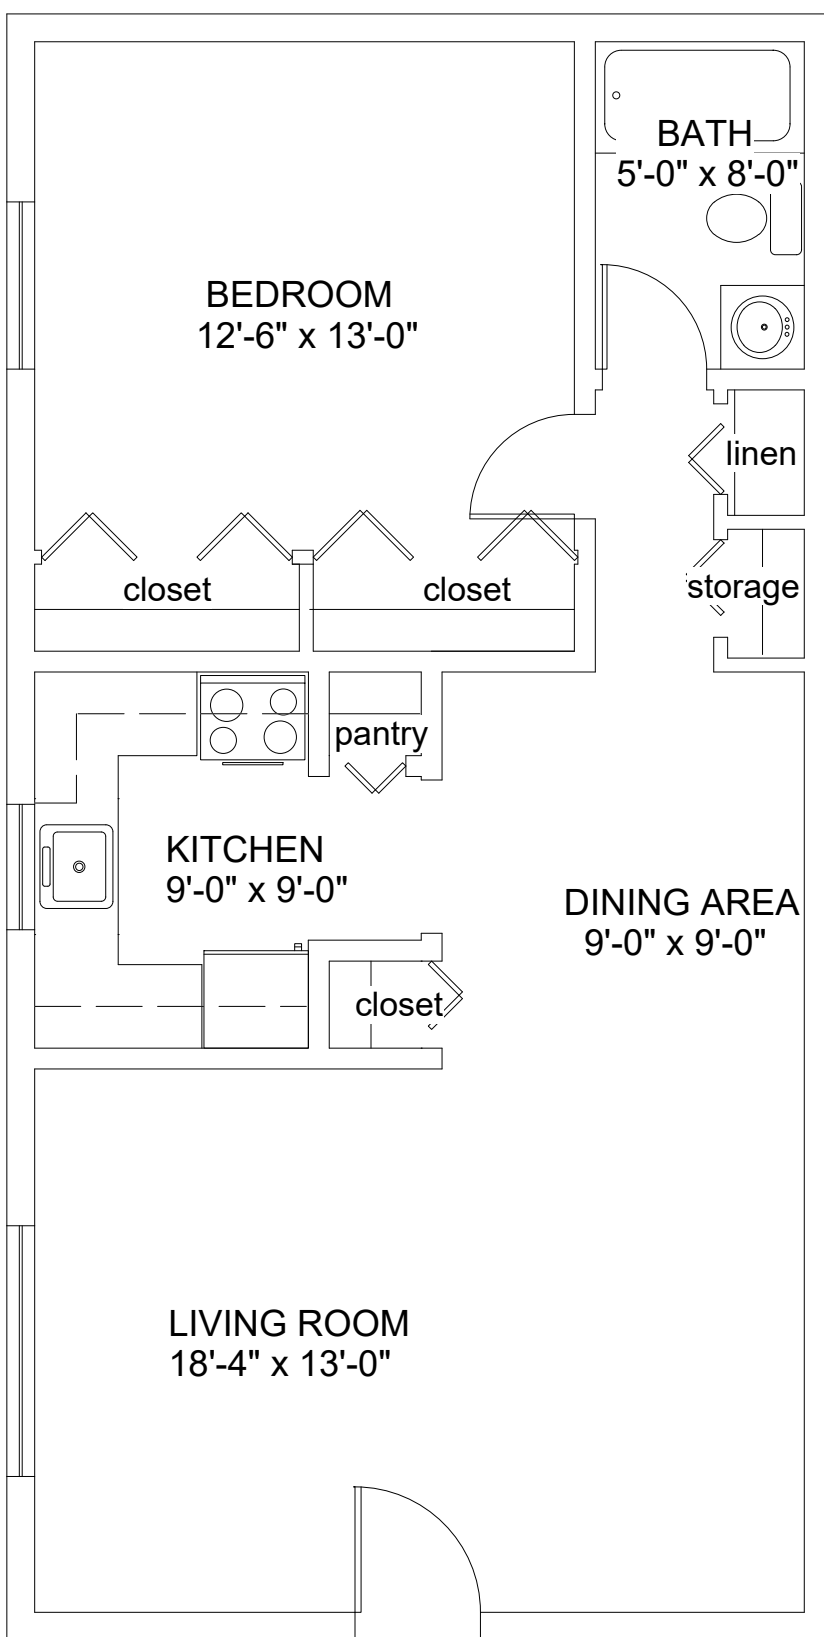 BATH
5'-0" x 8'-0"
BEDROOM
12'-6" x 13'-0"
linen
closet
closet
storage
pantry
KITCHEN
9'-0" x 9'-0"
DINING AREA
9'-0" x 9'-0"
closet
LIVING ROOM
18'-4" x 13'-0"